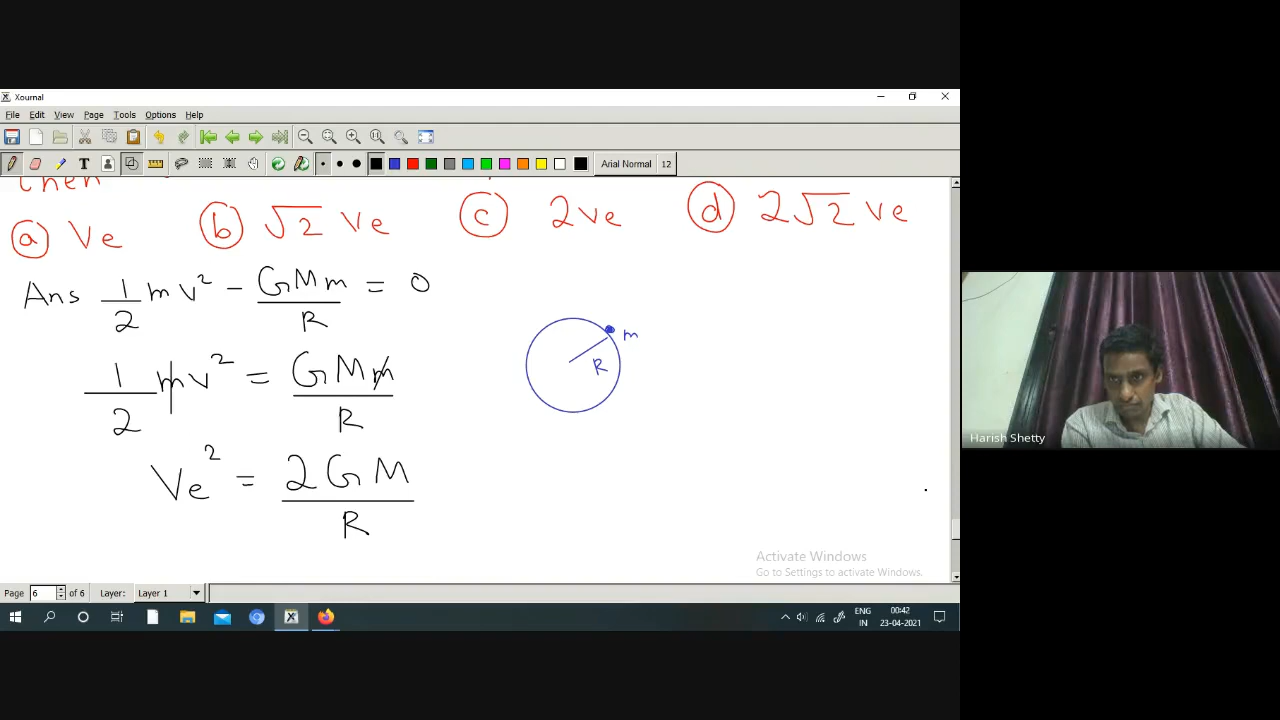 Xournal
File Edit View Page Tools Options Help
Arial Normal 12
then
a Ve b √2 Ve c 2Ve d 2√2 Ve
Ans 1/2 mv² - GMm/R = 0
1/2 mv² = GMm/R
m
R
Ve² = 2GM/R
Harish Shetty
Activate Windows
Go to Settings to activate Windows.
Page 6 of 6 Layer: Layer 1
ENG 00:42
IN 23-04-2021